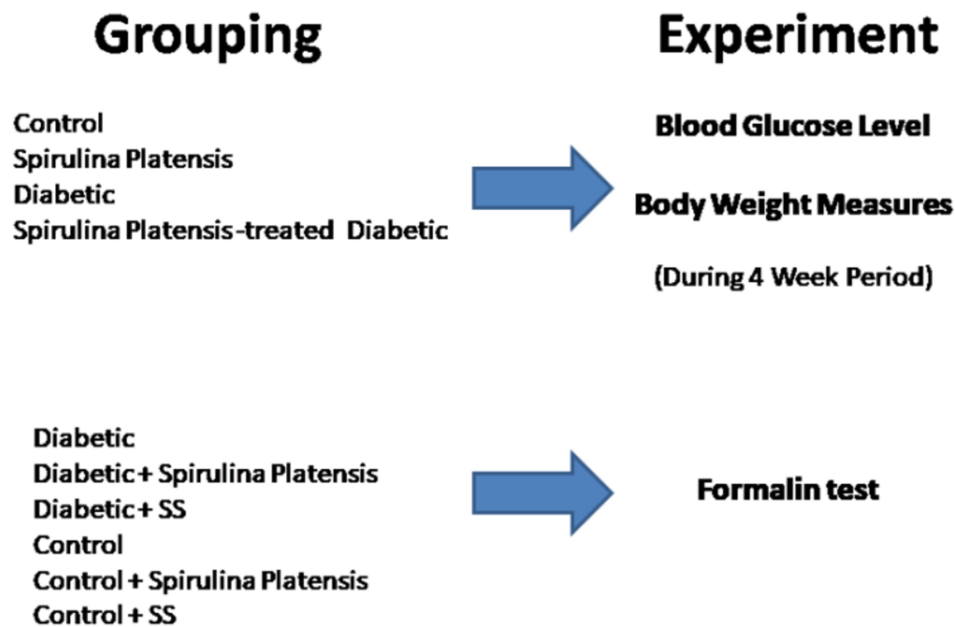 Grouping
Experiment
Control
Spirulina Platensis
Diabetic
Spirulina Platensis-treated Diabetic
Blood Glucose Level
Body Weight Measures
(During 4 Week Period)
Diabetic
Diabetic + Spirulina Platensis
Diabetic + SS
Control
Control + Spirulina Platensis
Control + SS
Formalin test